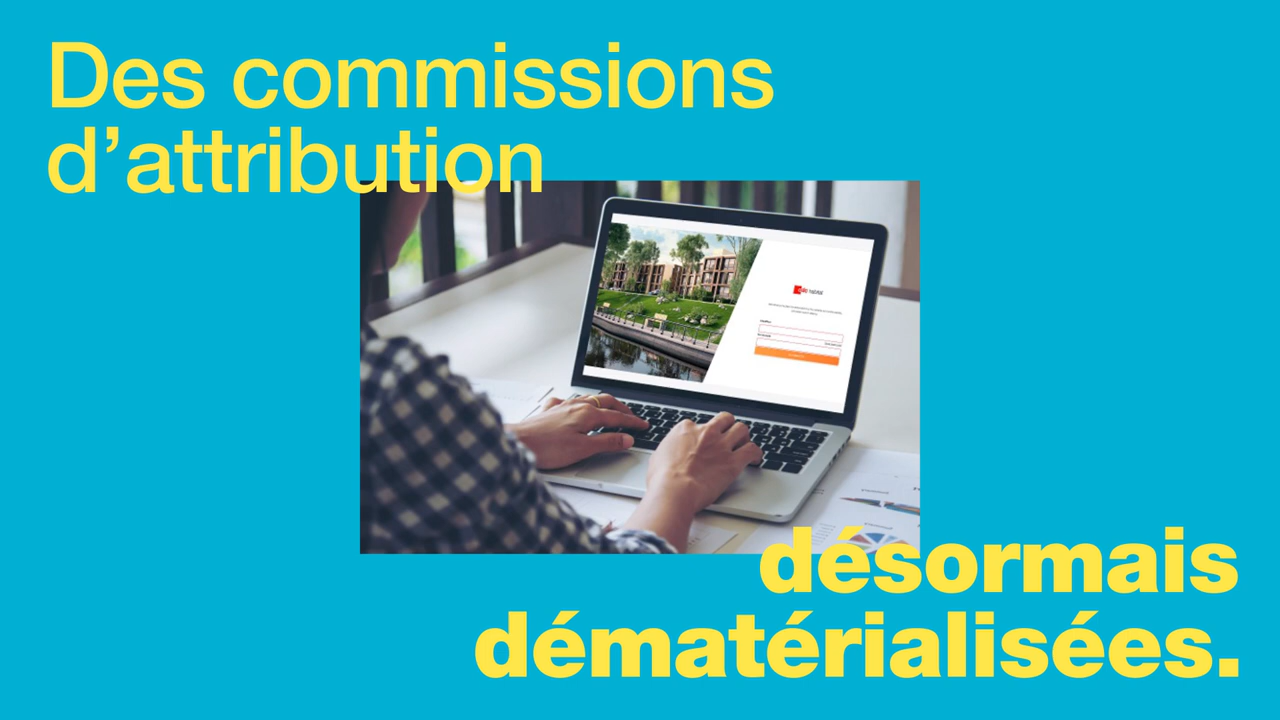 Des commissions
d’attribution
désormais
dématérialisées.